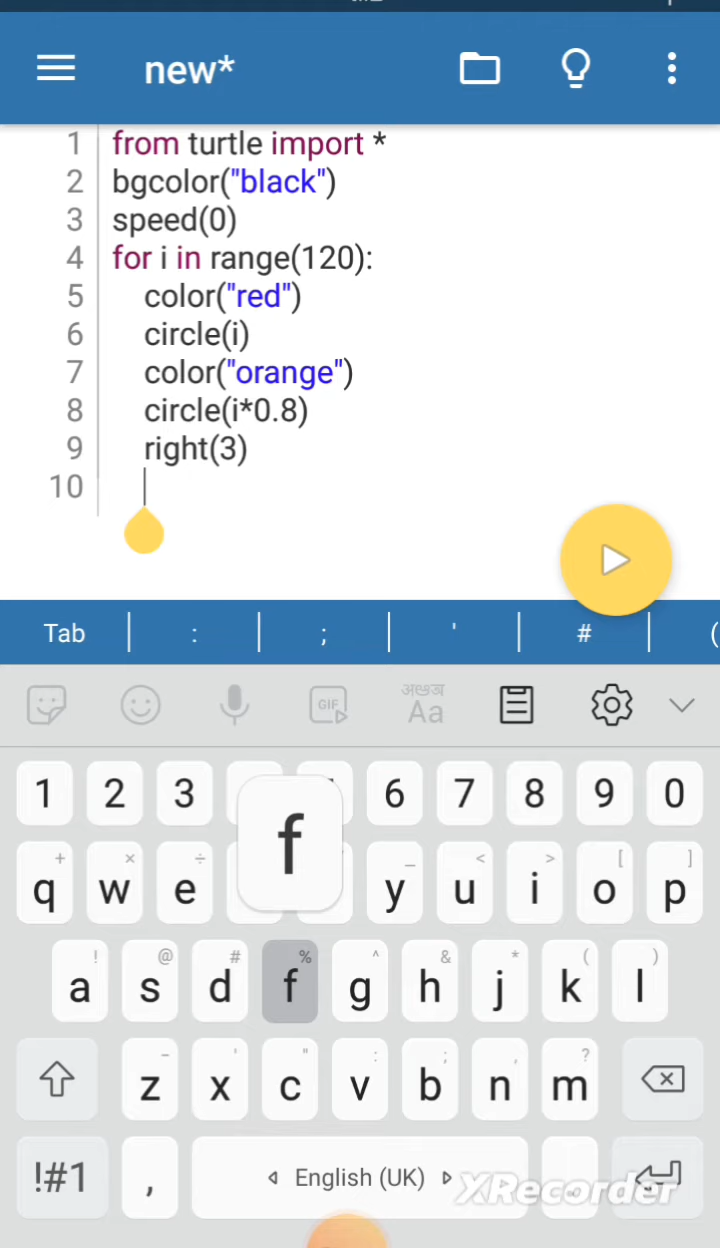 new*
1 from turtle import *
2 bgcolor("black")
3 speed(0)
4 for i in range(120):
5 color("red")
6 circle(i)
7 color("orange")
8 circle(i*0.8)
9 right(3)
10
Tab : ; ' # (
GIF अঅஅ Aa
1 2 3 6 7 8 9 0
f
+ × ÷ _ < > [ ]
q w e y u i o p
! @ # % ^ & * ( )
a s d f g h j k l
- ' " : ; , ?
z x c v b n m
!#1 , English (UK)
XRecorder